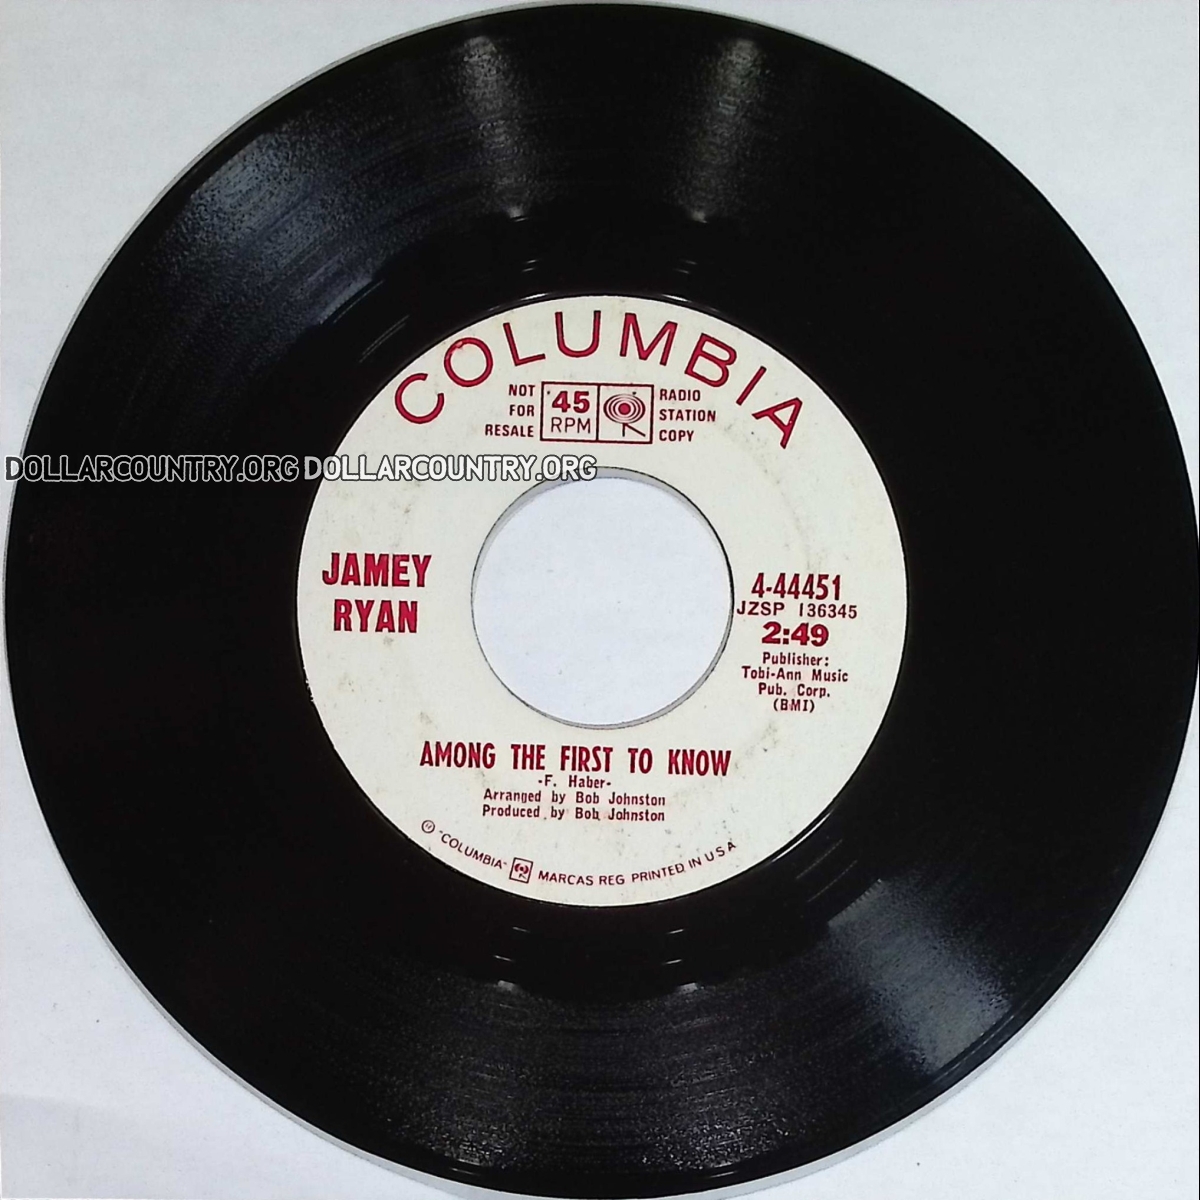 COLUMBIA
NOT
FOR
RESALE
45
RPM
RADIO
STATION
COPY
DOLLARCOUNTRY.ORG DOLLARCOUNTRY.ORG
JAMEY
RYAN
4-44451
JZSP 136345
2:49
Publisher:
Tobi-Ann Music
Pub. Corp.
(BMI)
AMONG THE FIRST TO KNOW
-F. Haber-
Arranged by Bob Johnston
Produced by Bob Johnston
"COLUMBIA" MARCAS REG PRINTED IN U S A